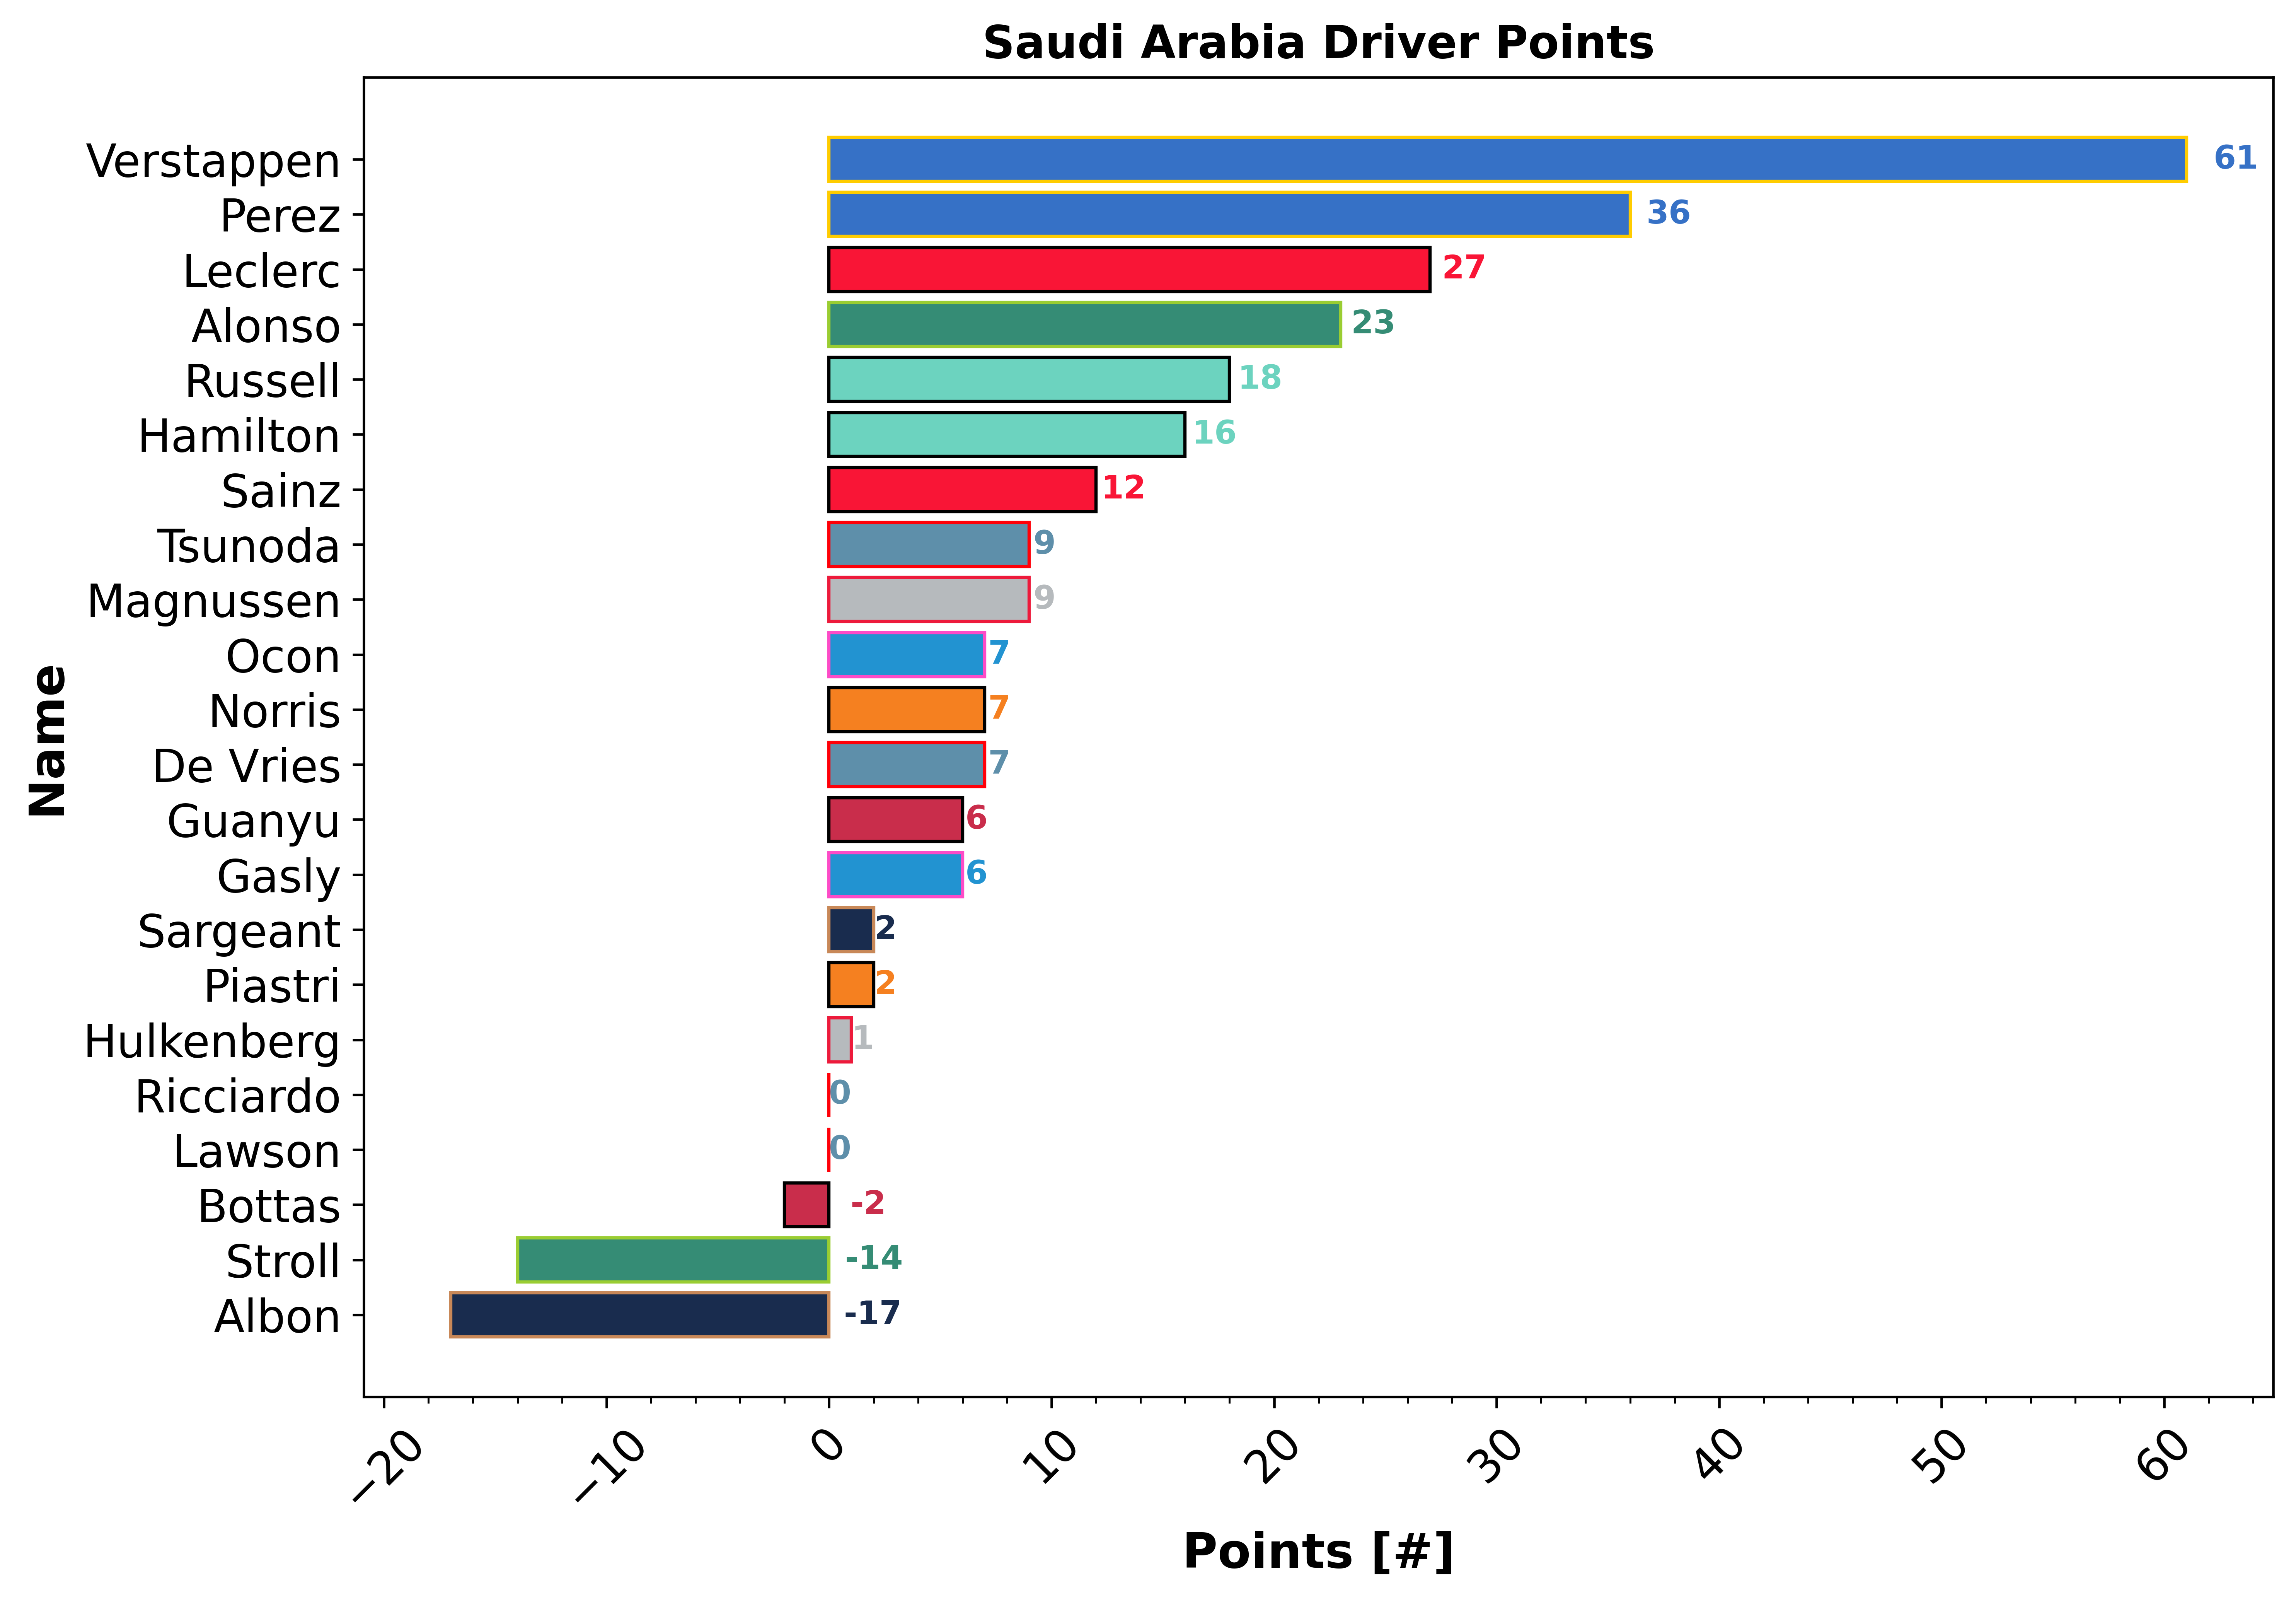 Saudi Arabia Driver Points
Name
Verstappen 61
Perez 36
Leclerc 27
Alonso 23
Russell 18
Hamilton 16
Sainz 12
Tsunoda 9
Magnussen 9
Ocon 7
Norris 7
De Vries 7
Guanyu 6
Gasly 6
Sargeant 2
Piastri 2
Hulkenberg 1
Ricciardo 0
Lawson 0
Bottas -2
Stroll -14
Albon -17
−20 −10 0 10 20 30 40 50 60
Points [#]